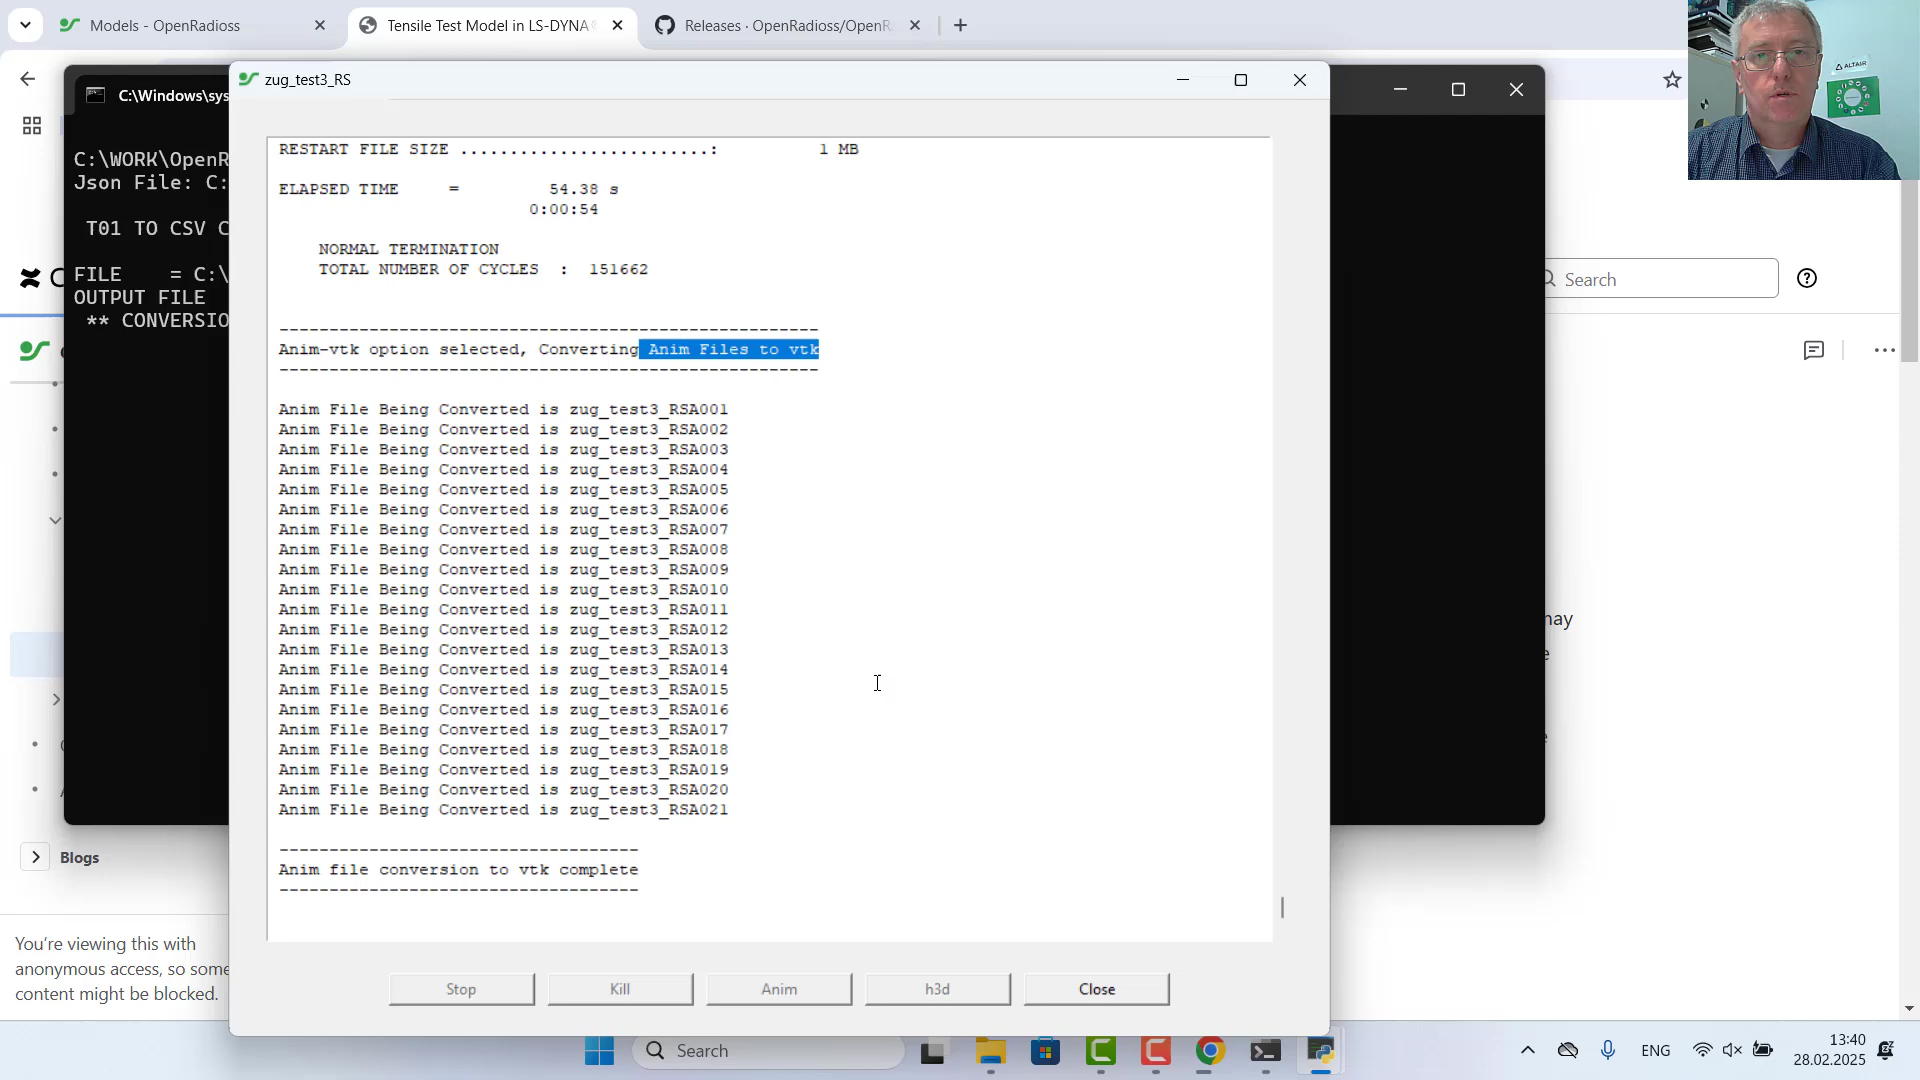 Models - OpenRadioss
Tensile Test Model in LS-DYNA
Releases · OpenRadioss/OpenR
zug_test3_RS
C:\Windows\sys
C:\WORK\OpenR
Json File: C:
T01 TO CSV C
FILE = C:\
OUTPUT FILE
** CONVERSIO
RESTART FILE SIZE .........................: 1 MB
ELAPSED TIME = 54.38 s
0:00:54
NORMAL TERMINATION
TOTAL NUMBER OF CYCLES : 151662
------------------------------------------------------
Anim-vtk option selected, Converting Anim Files to vtk
------------------------------------------------------
Anim File Being Converted is zug_test3_RSA001
Anim File Being Converted is zug_test3_RSA002
Anim File Being Converted is zug_test3_RSA003
Anim File Being Converted is zug_test3_RSA004
Anim File Being Converted is zug_test3_RSA005
Anim File Being Converted is zug_test3_RSA006
Anim File Being Converted is zug_test3_RSA007
Anim File Being Converted is zug_test3_RSA008
Anim File Being Converted is zug_test3_RSA009
Anim File Being Converted is zug_test3_RSA010
Anim File Being Converted is zug_test3_RSA011
Anim File Being Converted is zug_test3_RSA012
Anim File Being Converted is zug_test3_RSA013
Anim File Being Converted is zug_test3_RSA014
Anim File Being Converted is zug_test3_RSA015
Anim File Being Converted is zug_test3_RSA016
Anim File Being Converted is zug_test3_RSA017
Anim File Being Converted is zug_test3_RSA018
Anim File Being Converted is zug_test3_RSA019
Anim File Being Converted is zug_test3_RSA020
Anim File Being Converted is zug_test3_RSA021
------------------------------------
Anim file conversion to vtk complete
------------------------------------
Stop
Kill
Anim
h3d
Close
ALTAIR
Search
may
Blogs
You're viewing this with
anonymous access, so some
content might be blocked.
Search
ENG
13:40
28.02.2025